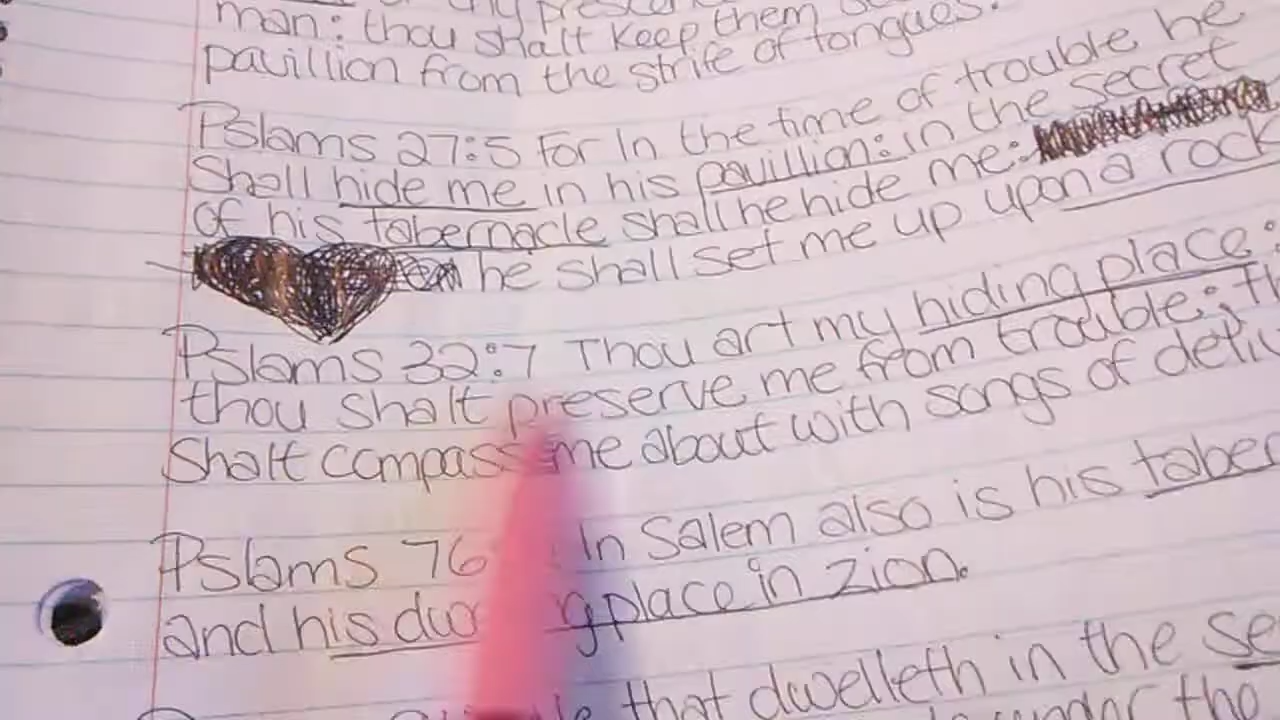 man: thou shalt keep them
pavillion from the strife of tongues.
Pslams 27:5 For In the time of trouble he
Shall hide me in his pavillion: in the secret
of his tabernacle shall he hide me:
he shall set me up upon a rock
Pslams 32:7 Thou art my hiding place:
thou shalt preserve me from trouble;
Shalt compass me about with songs of
Pslams 76 In Salem also is his
and his place in zion.
that dwelleth in the
the